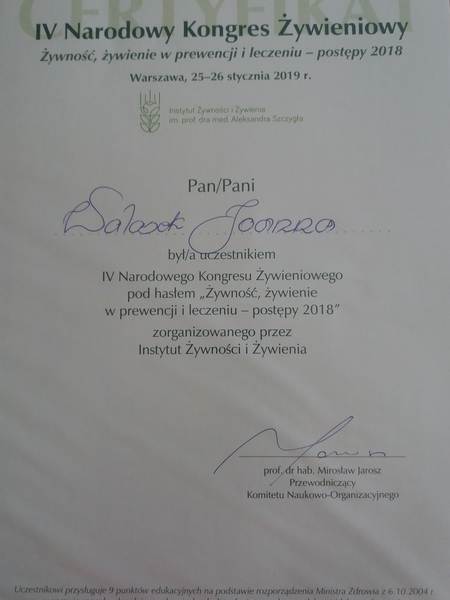 CERTYFIKAT
IV Narodowy Kongres Żywieniowy
Żywność, żywienie w prewencji i leczeniu – postępy 2018
Warszawa, 25–26 stycznia 2019 r.
Instytut Żywności i Żywienia
im. prof. dra med. Aleksandra Szczygła
Pan/Pani
był/a uczestnikiem
IV Narodowego Kongresu Żywieniowego
pod hasłem „Żywność, żywienie
w prewencji i leczeniu – postępy 2018”
zorganizowanego przez
Instytut Żywności i Żywienia
prof. dr hab. Mirosław Jarosz
Przewodniczący
Komitetu Naukowo-Organizacyjnego
Uczestnikowi przysługuje 9 punktów edukacyjnych na podstawie rozporządzenia Ministra Zdrowia z 6.10.2004 r.